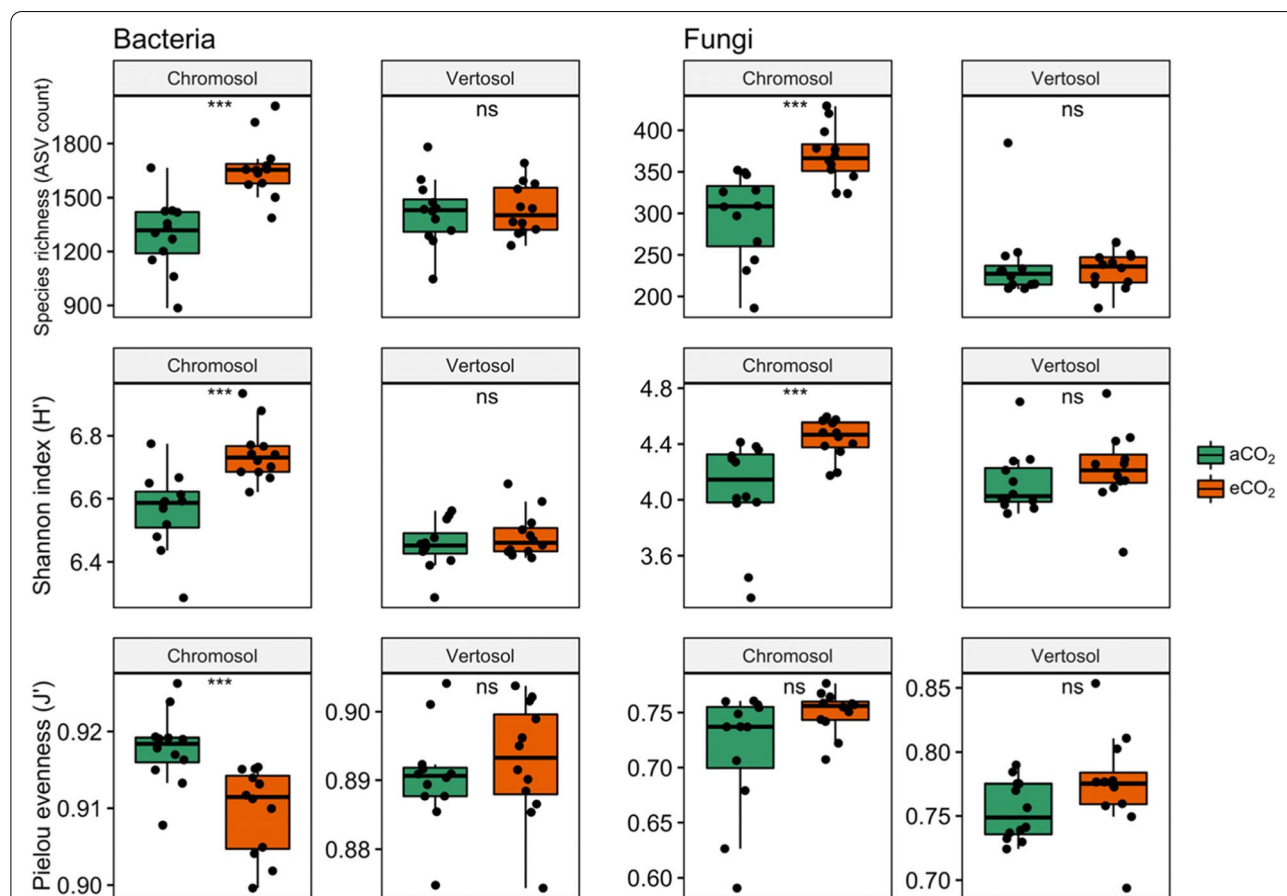 Bacteria Fungi
Chromosol Vertosol Chromosol Vertosol
Species richness (ASV count)
*** ns *** ns
1800
1500
1200
900
400
350
300
250
200
Chromosol Vertosol Chromosol Vertosol
Shannon index (H')
*** ns *** ns
6.8
6.6
6.4
4.8
4.4
4.0
3.6
aCO₂
eCO₂
Chromosol Vertosol Chromosol Vertosol
Pielou evenness (J')
*** ns ns ns
0.92
0.91
0.90
0.90
0.89
0.88
0.75
0.70
0.65
0.60
0.85
0.80
0.75
0.70